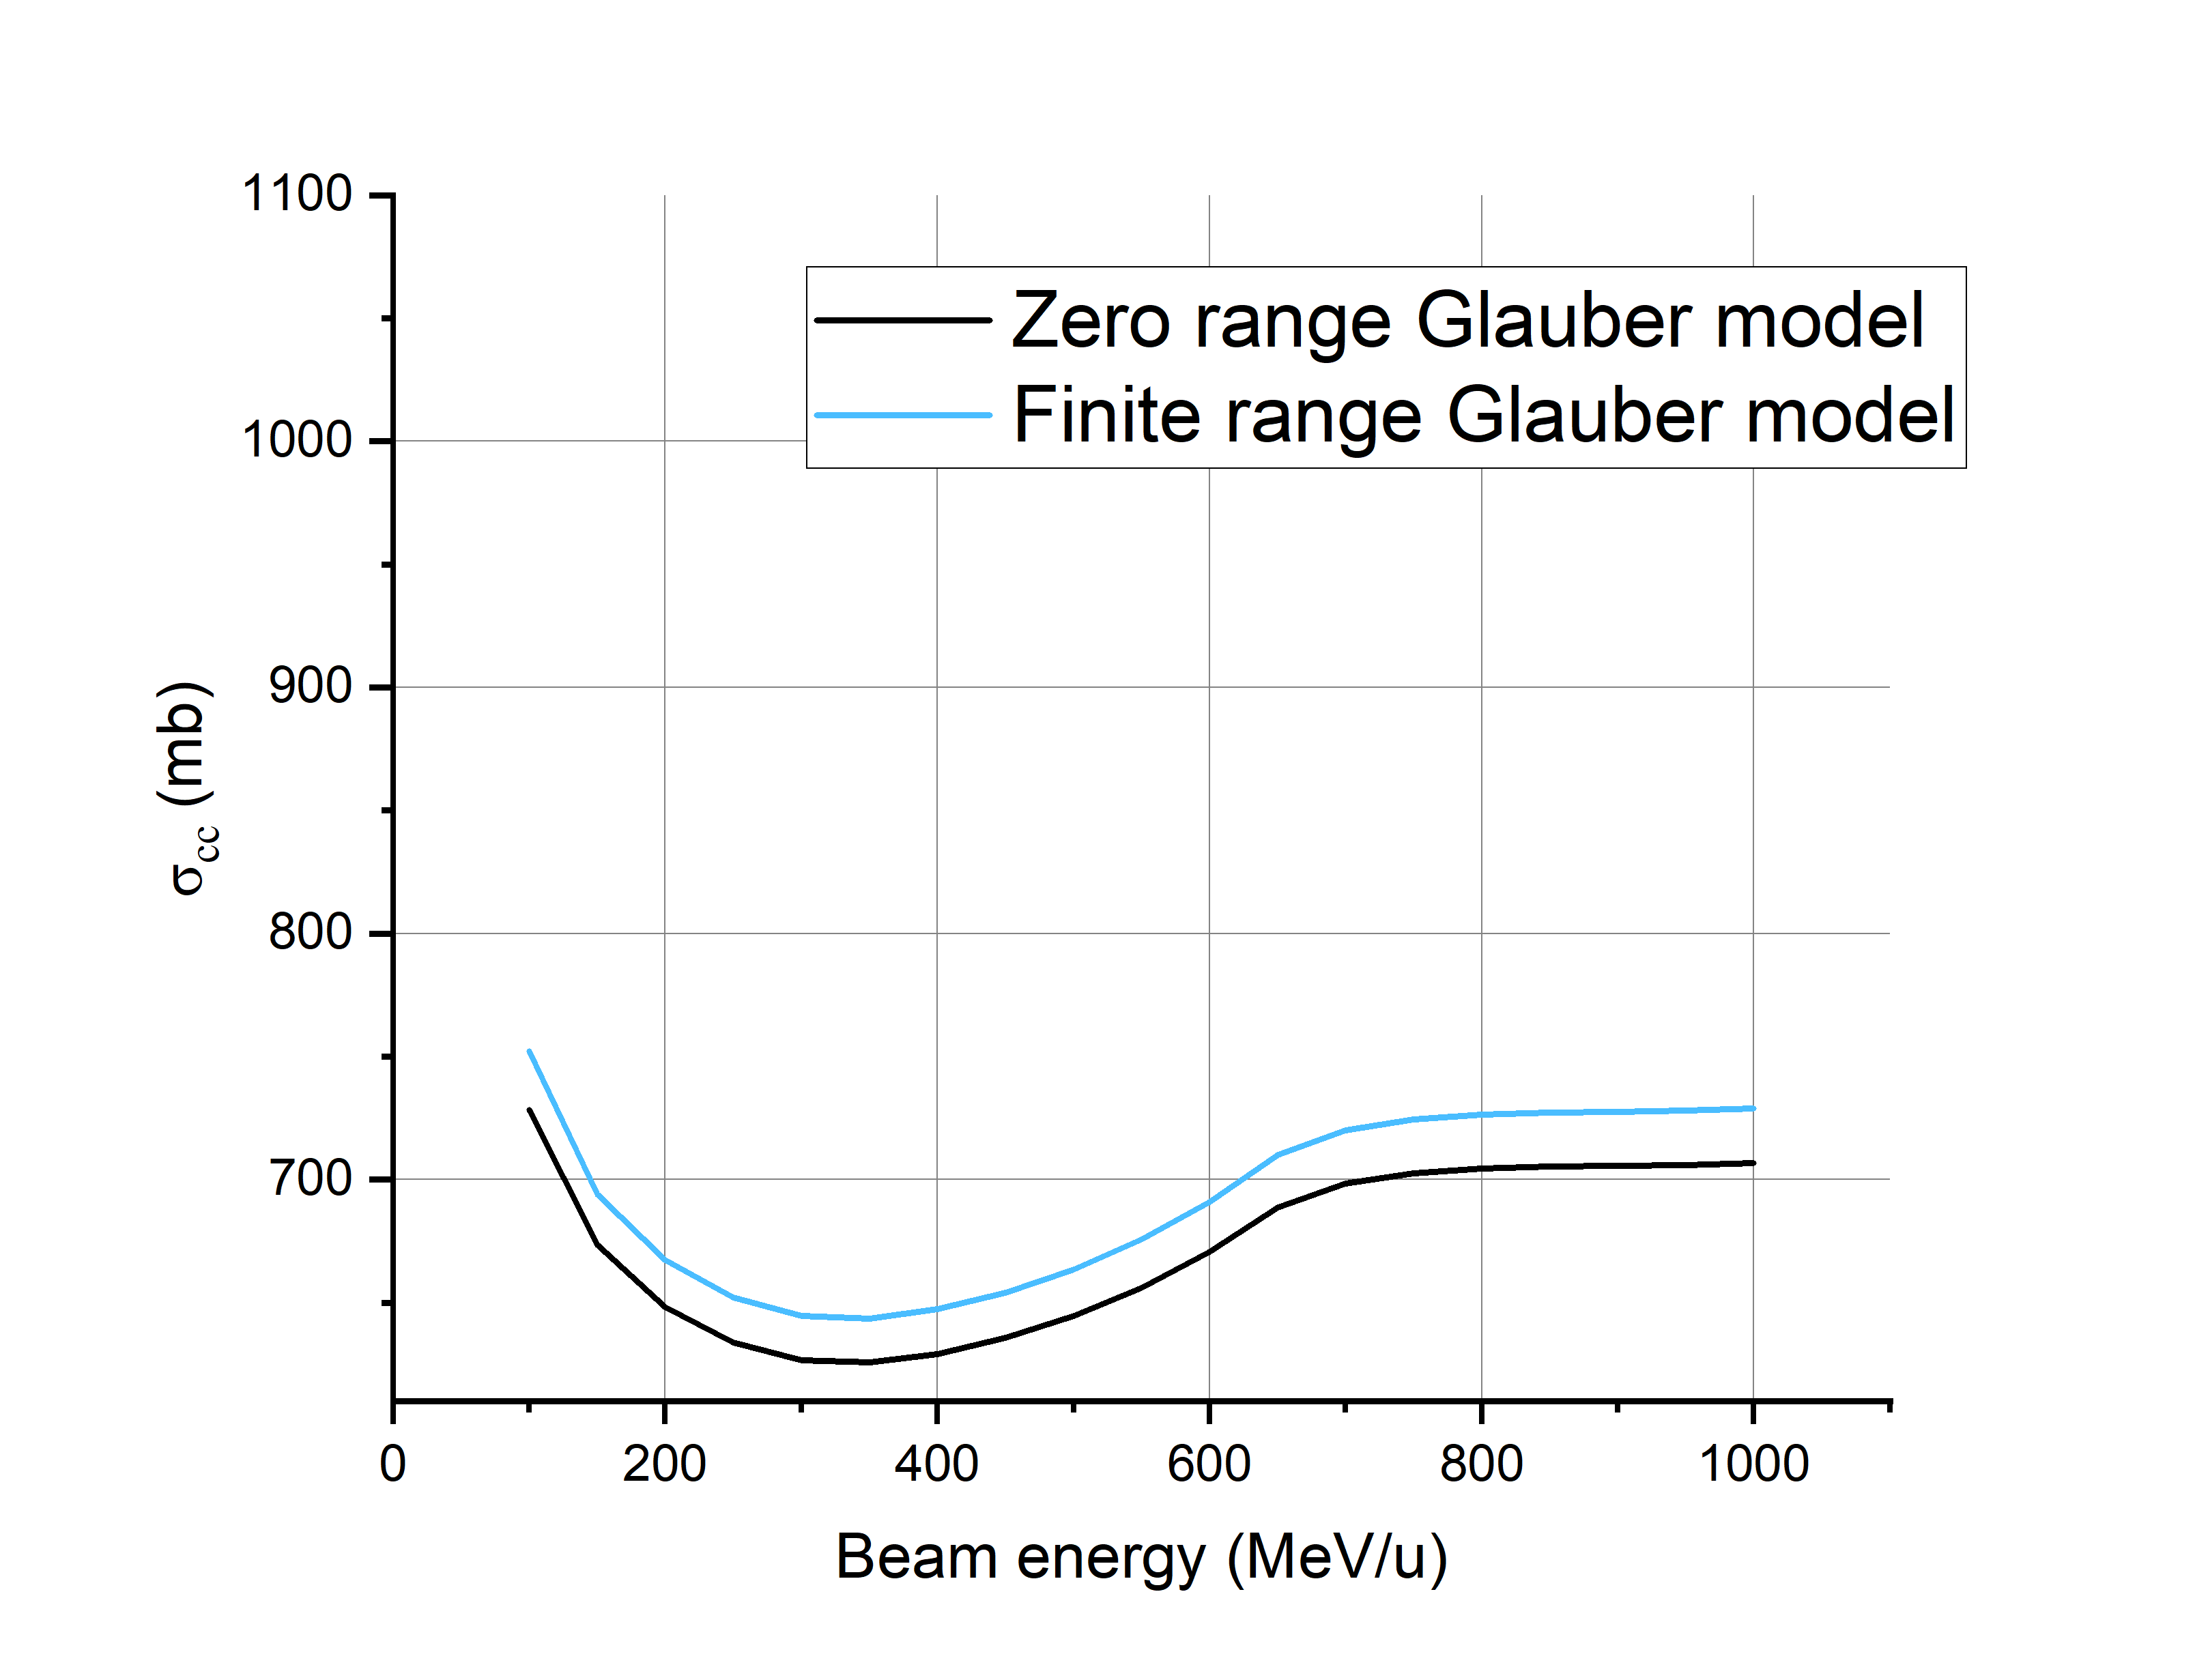 1100
1000
900
800
700
0 200 400 600 800 1000
σcc (mb)
Beam energy (MeV/u)
Zero range Glauber model
Finite range Glauber model